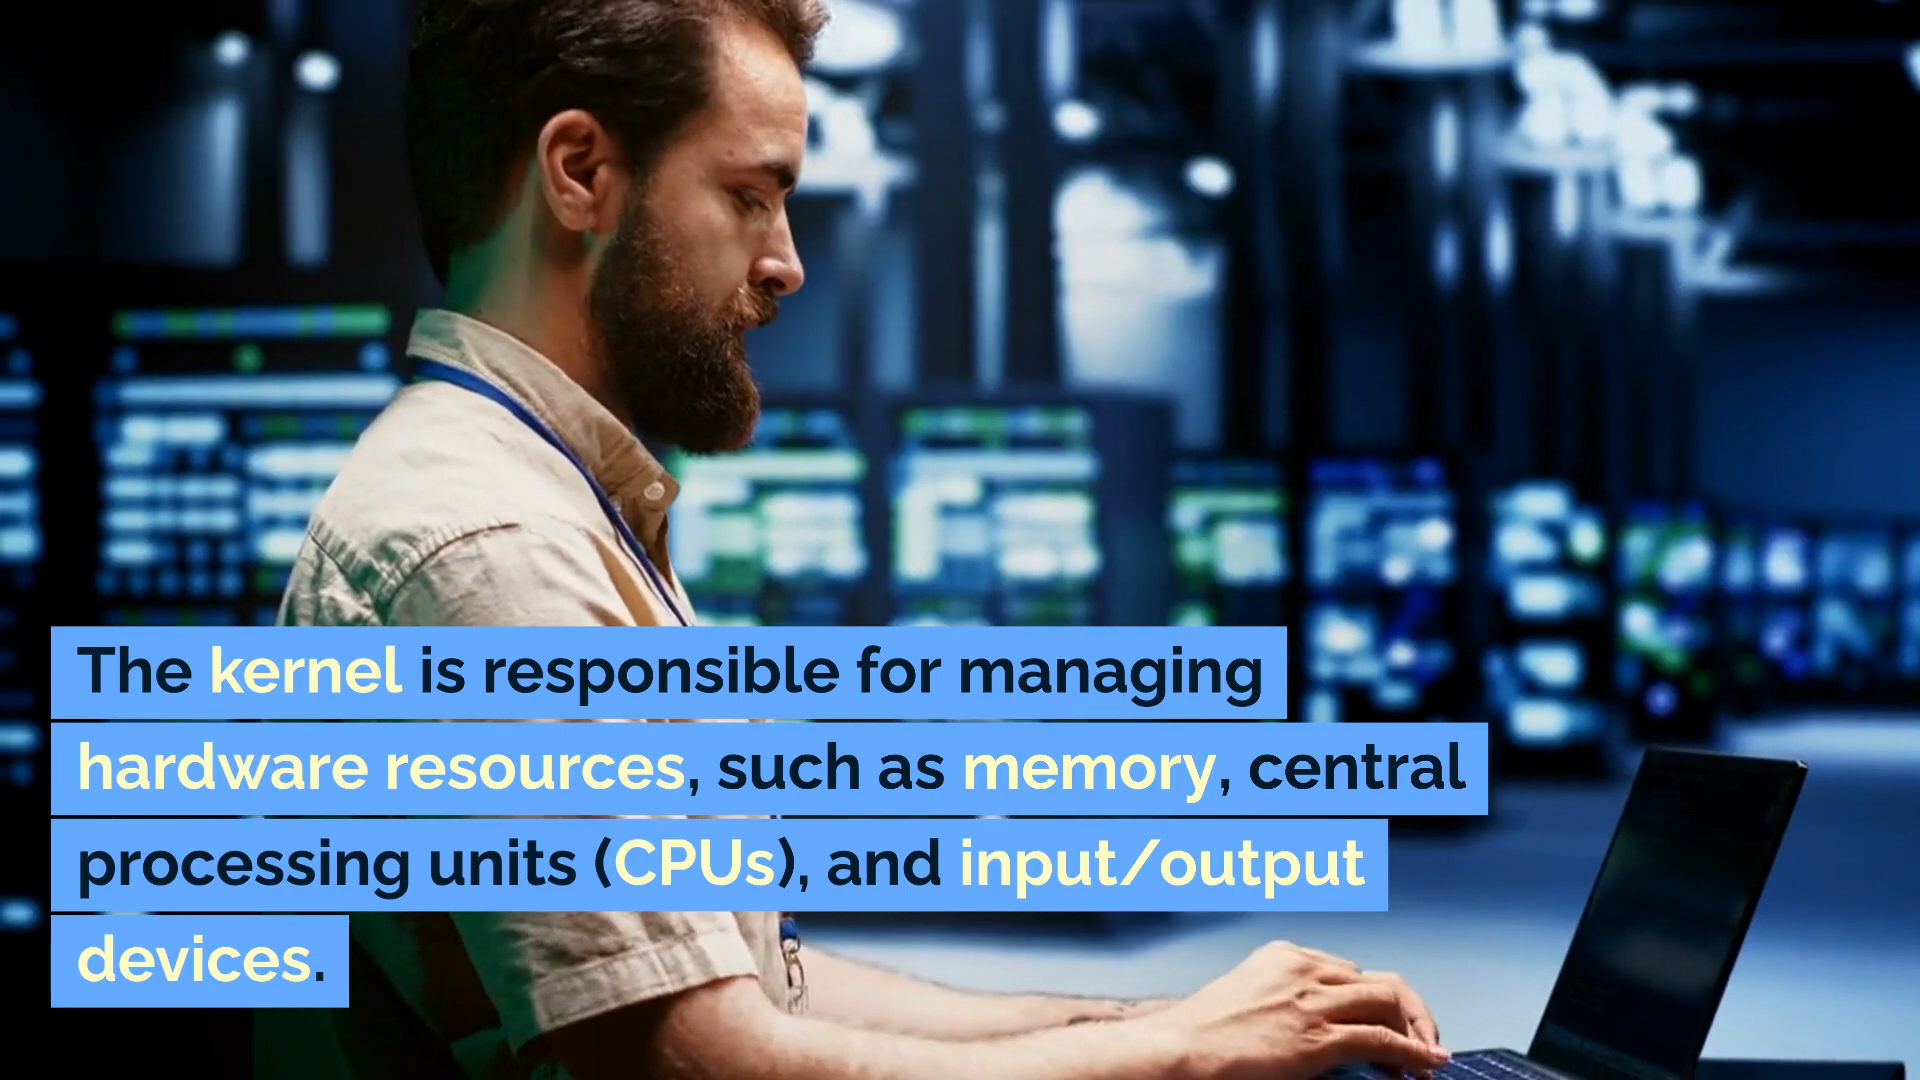 The kernel is responsible for managing
hardware resources, such as memory, central
processing units (CPUs), and input/output
devices.